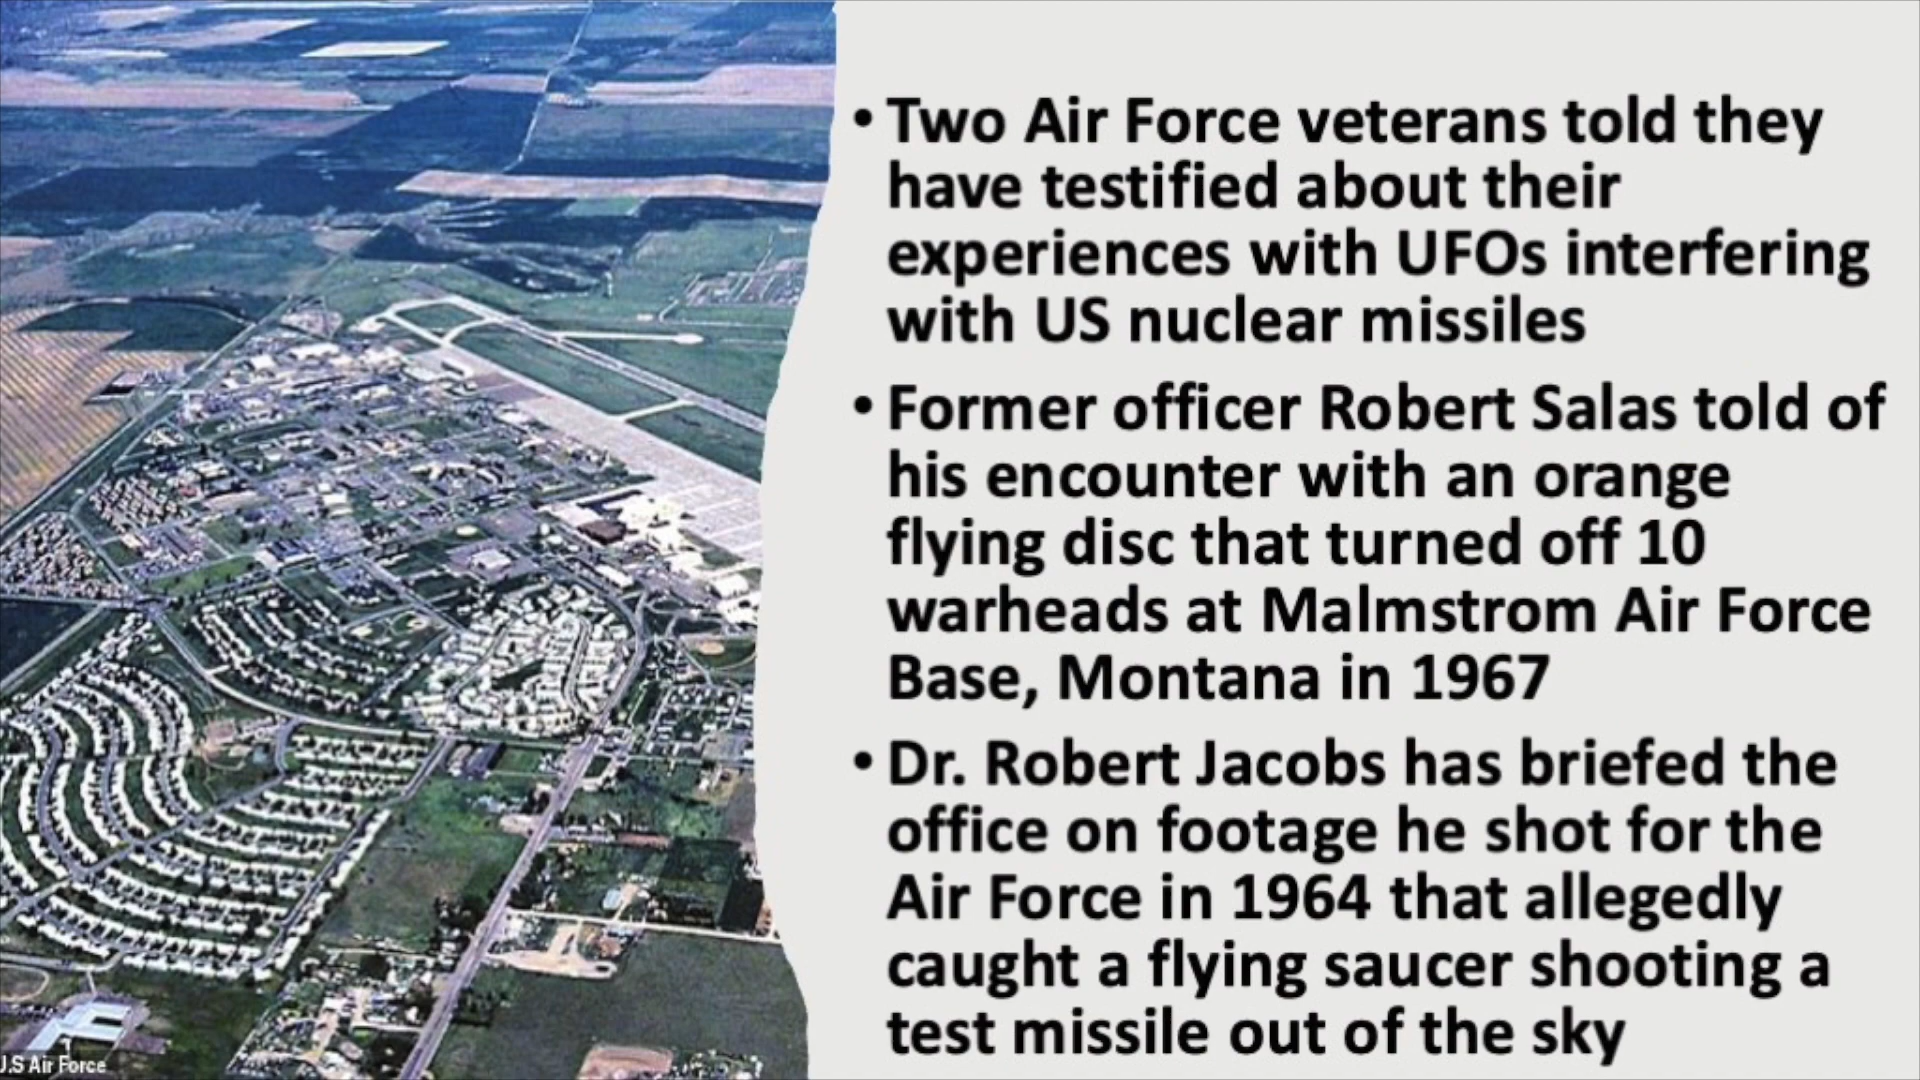 • Two Air Force veterans told they
have testified about their
experiences with UFOs interfering
with US nuclear missiles
• Former officer Robert Salas told of
his encounter with an orange
flying disc that turned off 10
warheads at Malmstrom Air Force
Base, Montana in 1967
• Dr. Robert Jacobs has briefed the
office on footage he shot for the
Air Force in 1964 that allegedly
caught a flying saucer shooting a
test missile out of the sky
U.S Air Force